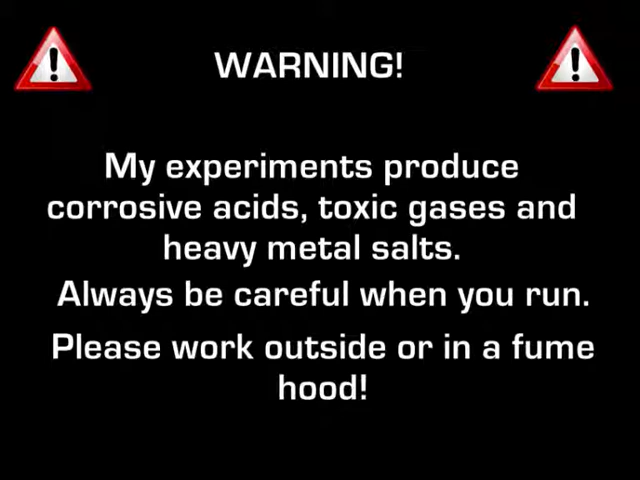 WARNING!
My experiments produce
corrosive acids, toxic gases and
heavy metal salts.
Always be careful when you run.
Please work outside or in a fume
hood!